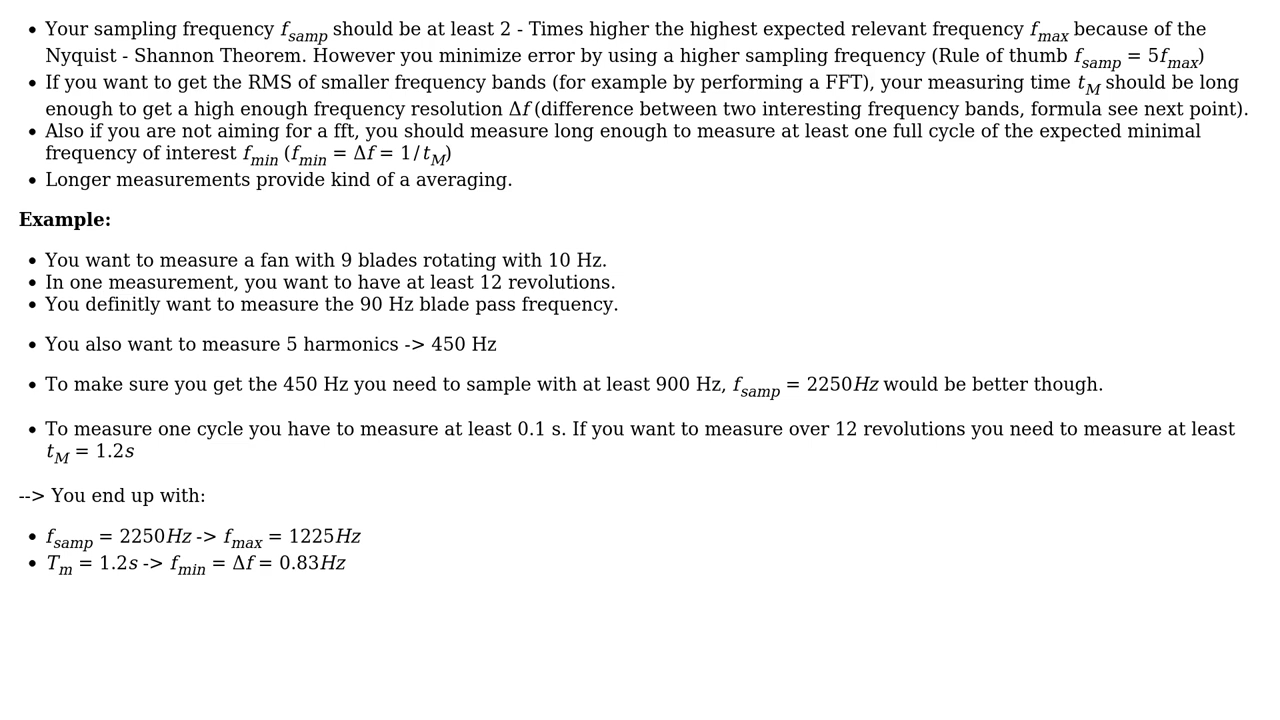 • Your sampling frequency f_samp should be at least 2 - Times higher the highest expected relevant frequency f_max because of the
Nyquist - Shannon Theorem. However you minimize error by using a higher sampling frequency (Rule of thumb f_samp = 5f_max)
• If you want to get the RMS of smaller frequency bands (for example by performing a FFT), your measuring time t_M should be long
enough to get a high enough frequency resolution Δf (difference between two interesting frequency bands, formula see next point).
• Also if you are not aiming for a fft, you should measure long enough to measure at least one full cycle of the expected minimal
frequency of interest f_min (f_min = Δf = 1/t_M)
• Longer measurements provide kind of a averaging.
Example:
• You want to measure a fan with 9 blades rotating with 10 Hz.
• In one measurement, you want to have at least 12 revolutions.
• You definitly want to measure the 90 Hz blade pass frequency.
• You also want to measure 5 harmonics -> 450 Hz
• To make sure you get the 450 Hz you need to sample with at least 900 Hz, f_samp = 2250Hz would be better though.
• To measure one cycle you have to measure at least 0.1 s. If you want to measure over 12 revolutions you need to measure at least
t_M = 1.2s
--> You end up with:
• f_samp = 2250Hz -> f_max = 1225Hz
• T_m = 1.2s -> f_min = Δf = 0.83Hz